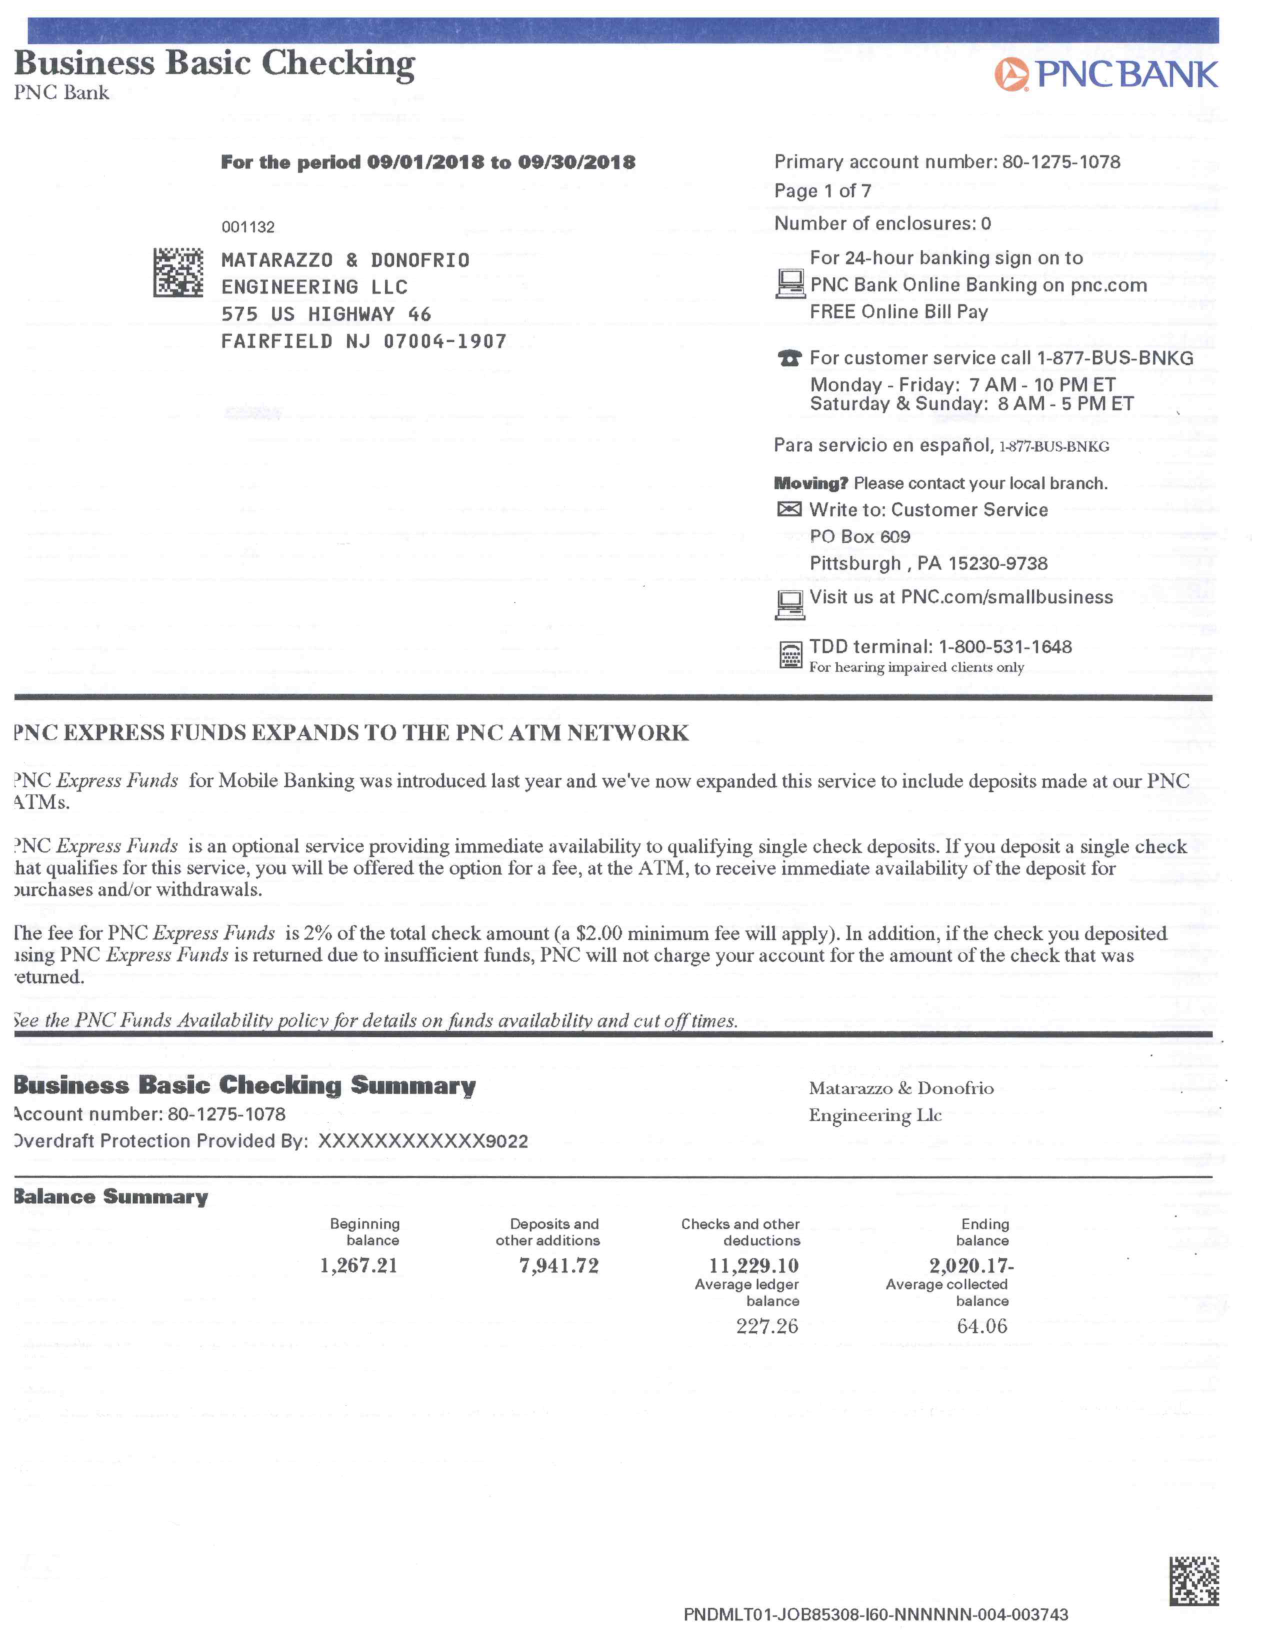 Business Basic Checking
PNC Bank
PNCBANK
For the period 09/01/2018 to 09/30/2018
Primary account number: 80-1275-1078
Page 1 of 7
Number of enclosures: 0
001132
MATARAZZO & DONOFRIO
ENGINEERING LLC
575 US HIGHWAY 46
FAIRFIELD NJ 07004-1907
For 24-hour banking sign on to
PNC Bank Online Banking on pnc.com
FREE Online Bill Pay
For customer service call 1-877-BUS-BNKG
Monday - Friday: 7 AM - 10 PM ET
Saturday & Sunday: 8 AM - 5 PM ET
Para servicio en español, 1-877-BUS-BNKG
Moving? Please contact your local branch.
Write to: Customer Service
PO Box 609
Pittsburgh , PA 15230-9738
Visit us at PNC.com/smallbusiness
TDD terminal: 1-800-531-1648
For hearing impaired clients only
PNC EXPRESS FUNDS EXPANDS TO THE PNC ATM NETWORK
PNC Express Funds for Mobile Banking was introduced last year and we've now expanded this service to include deposits made at our PNC
ATMs.
PNC Express Funds is an optional service providing immediate availability to qualifying single check deposits. If you deposit a single check
hat qualifies for this service, you will be offered the option for a fee, at the ATM, to receive immediate availability of the deposit for
purchases and/or withdrawals.
The fee for PNC Express Funds is 2% of the total check amount (a $2.00 minimum fee will apply). In addition, if the check you deposited
using PNC Express Funds is returned due to insufficient funds, PNC will not charge your account for the amount of the check that was
returned.
See the PNC Funds Availability policy for details on funds availability and cut off times.
Business Basic Checking Summary
Account number: 80-1275-1078
Overdraft Protection Provided By: XXXXXXXXXXXX9022
Matarazzo & Donofrio
Engineering Llc
Balance Summary
Beginning balance
Deposits and other additions
Checks and other deductions
Ending balance
1,267.21 7,941.72 11,229.10 2,020.17-
Average ledger balance
Average collected balance
227.26 64.06
PNDMLT01-JOB85308-I60-NNNNNN-004-003743